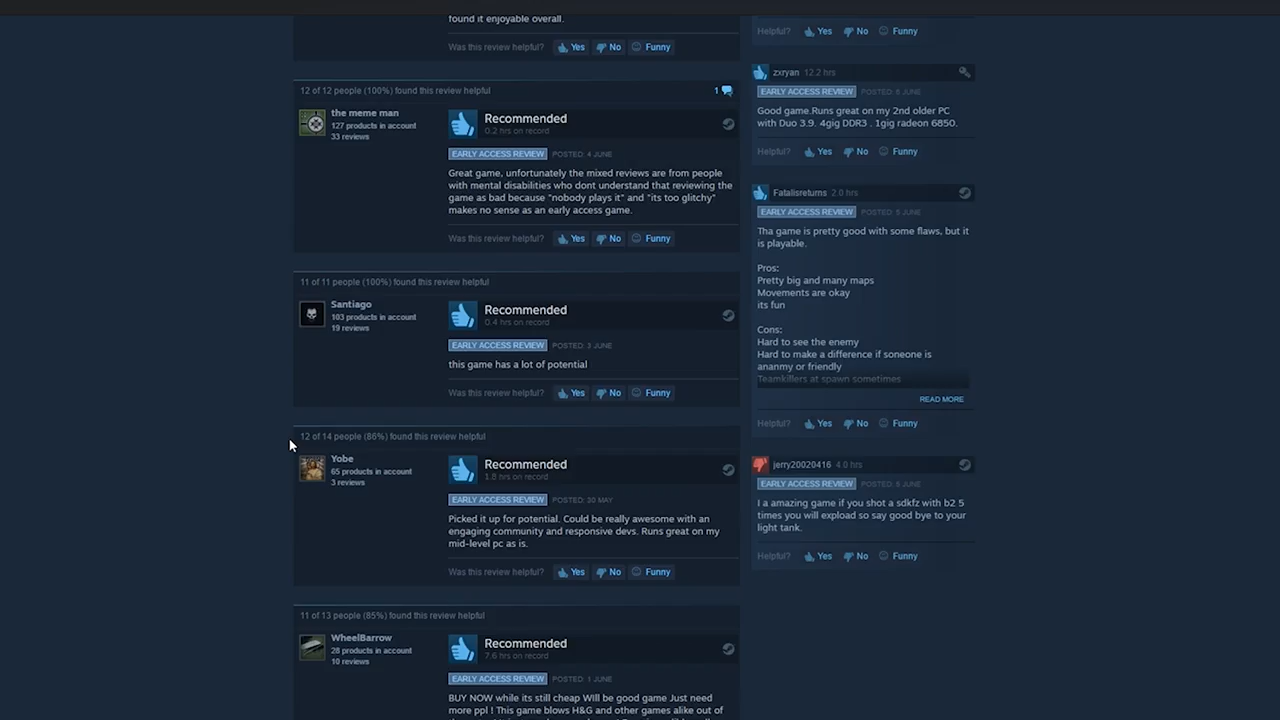 found it enjoyable overall.
Was this review helpful? Yes No Funny
12 of 12 people (100%) found this review helpful
1
the meme man
127 products in account
33 reviews
Recommended
0.2 hrs on record
EARLY ACCESS REVIEW POSTED: 4 JUNE
Great game, unfortunately the mixed reviews are from people
with mental disabilities who dont understand that reviewing the
game as bad because "nobody plays it" and "its too glitchy"
makes no sense as an early access game.
Was this review helpful? Yes No Funny
11 of 11 people (100%) found this review helpful
Santiago
103 products in account
19 reviews
Recommended
0.4 hrs on record
EARLY ACCESS REVIEW POSTED: 3 JUNE
this game has a lot of potential
Was this review helpful? Yes No Funny
12 of 14 people (86%) found this review helpful
Yobe
65 products in account
3 reviews
Recommended
1.8 hrs on record
EARLY ACCESS REVIEW POSTED: 30 MAY
Picked it up for potential. Could be really awesome with an
engaging community and responsive devs. Runs great on my
mid-level pc as is.
Was this review helpful? Yes No Funny
11 of 13 people (85%) found this review helpful
WheelBarrow
28 products in account
10 reviews
Recommended
7.6 hrs on record
EARLY ACCESS REVIEW POSTED: 1 JUNE
BUY NOW while its still cheap WIll be good game Just need
more ppl ! This game blows H&G and other games alike out of
Helpful? Yes No Funny
zxryan 12.2 hrs
EARLY ACCESS REVIEW POSTED: 6 JUNE
Good game.Runs great on my 2nd older PC
with Duo 3.9. 4gig DDR3 . 1gig radeon 6850.
Helpful? Yes No Funny
Fatalisreturns 2.0 hrs
EARLY ACCESS REVIEW POSTED: 5 JUNE
Tha game is pretty good with some flaws, but it
is playable.
Pros:
Pretty big and many maps
Movements are okay
its fun
Cons:
Hard to see the enemy
Hard to make a difference if someone is
ananmy or friendly
Teamkillers at spawn sometimes
READ MORE
Helpful? Yes No Funny
jerry20020416 4.0 hrs
EARLY ACCESS REVIEW POSTED: 5 JUNE
I a amazing game if you shot a sdkfz with b2 5
times you will expload so say good bye to your
light tank.
Helpful? Yes No Funny